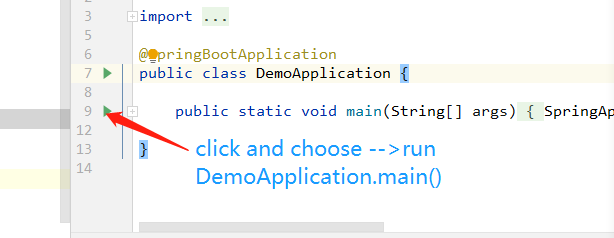 3 import ...
5
6 @SpringBootApplication
7 public class DemoApplication {
8
9 public static void main(String[] args) { SpringAp
12
13 }
14
click and choose -->run
DemoApplication.main()